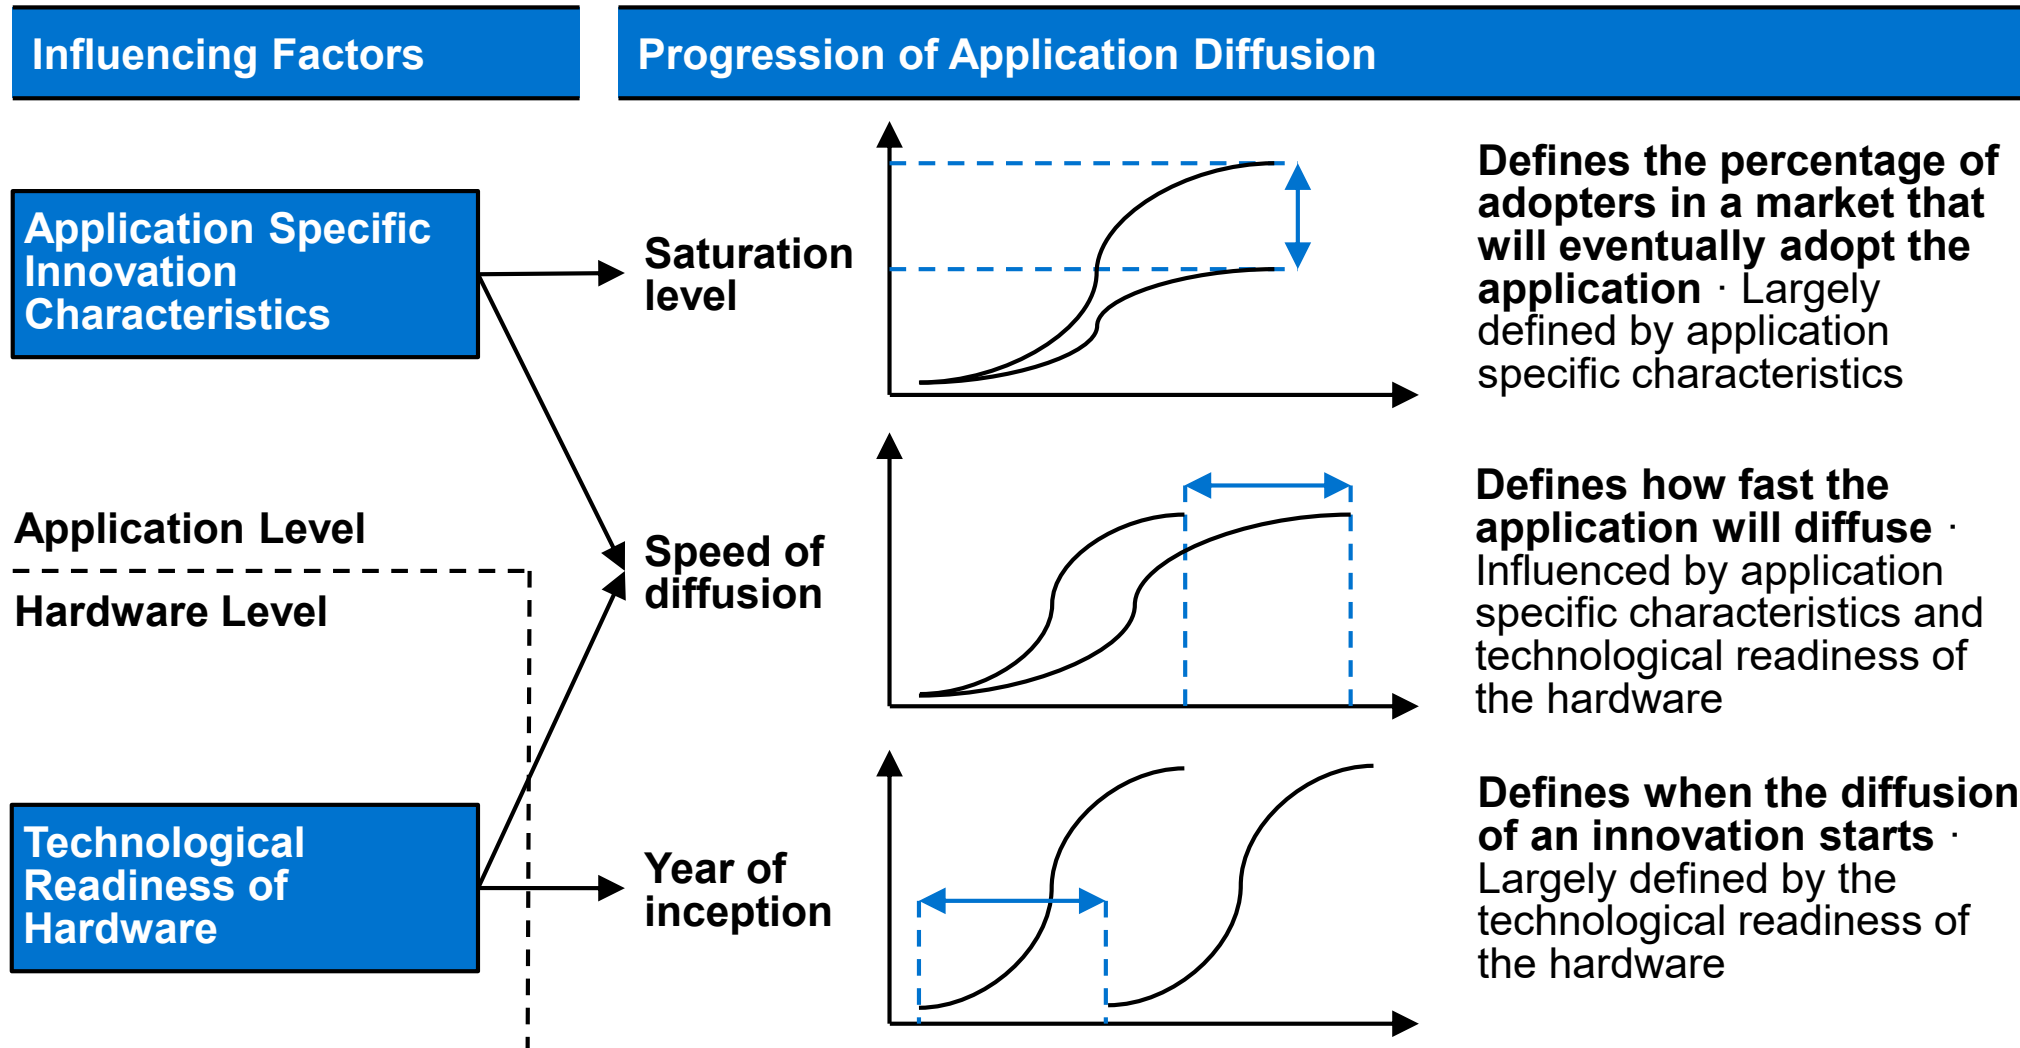 Influencing Factors
Progression of Application Diffusion
Application Specific
Innovation
Characteristics
Saturation
level
Defines the percentage of
adopters in a market that
will eventually adopt the
application · Largely
defined by application
specific characteristics
Application Level
Hardware Level
Speed of
diffusion
Defines how fast the
application will diffuse ·
Influenced by application
specific characteristics and
technological readiness of
the hardware
Technological
Readiness of
Hardware
Year of
inception
Defines when the diffusion
of an innovation starts ·
Largely defined by the
technological readiness of
the hardware